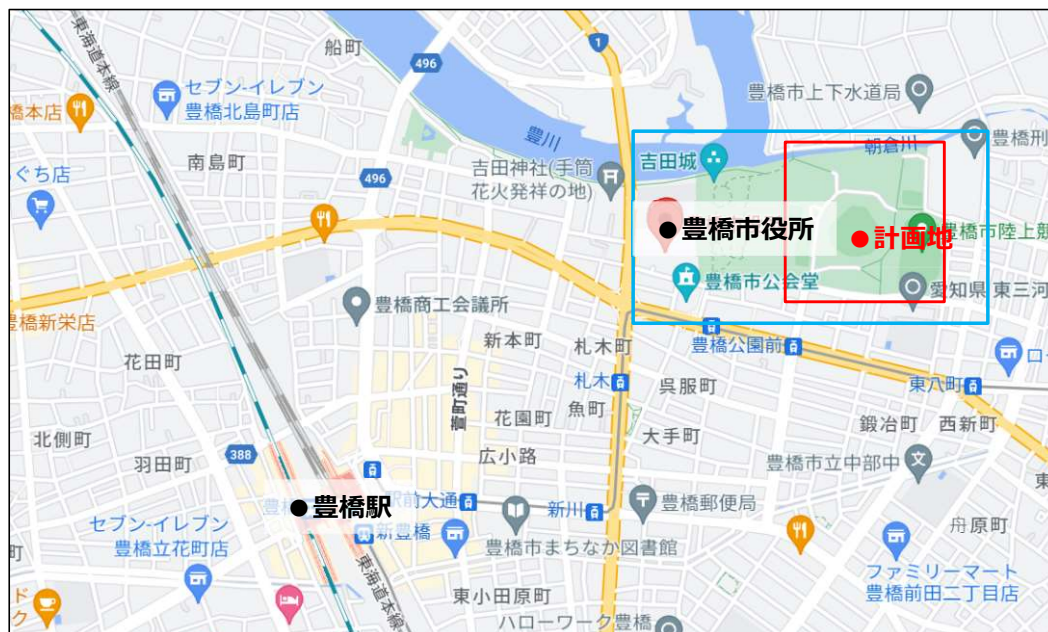 東海道本線
船町
496
1
セブン-イレブン
豊橋北島町店
橋本店
豊橋市上下水道局
豊川
朝倉川
豊橋刑
南島町
496
吉田神社(手筒
花火発祥の地)
吉田城
ぐち店
●豊橋市役所
●計画地
豊橋市陸上競
豊橋市公会堂
愛知県 東三河
豊橋商工会議所
豊橋新栄店
新本町
札木町
豊橋公園前
花田町
萱町通り
札木
呉服町
東八町
花園町
魚町
大手町
鍛冶町
西新町
北側町
羽田町
388
広小路
豊橋市立中部中
●豊橋駅
駅前大通
新川
豊橋郵便局
舟原町
セブン-イレブン
豊橋立花町店
新豊橋
豊橋市まちなか図書館
町
東海道本線
ファミリーマート
豊橋前田二丁目店
東小田原町
ド
ク
ハローワーク豊橋